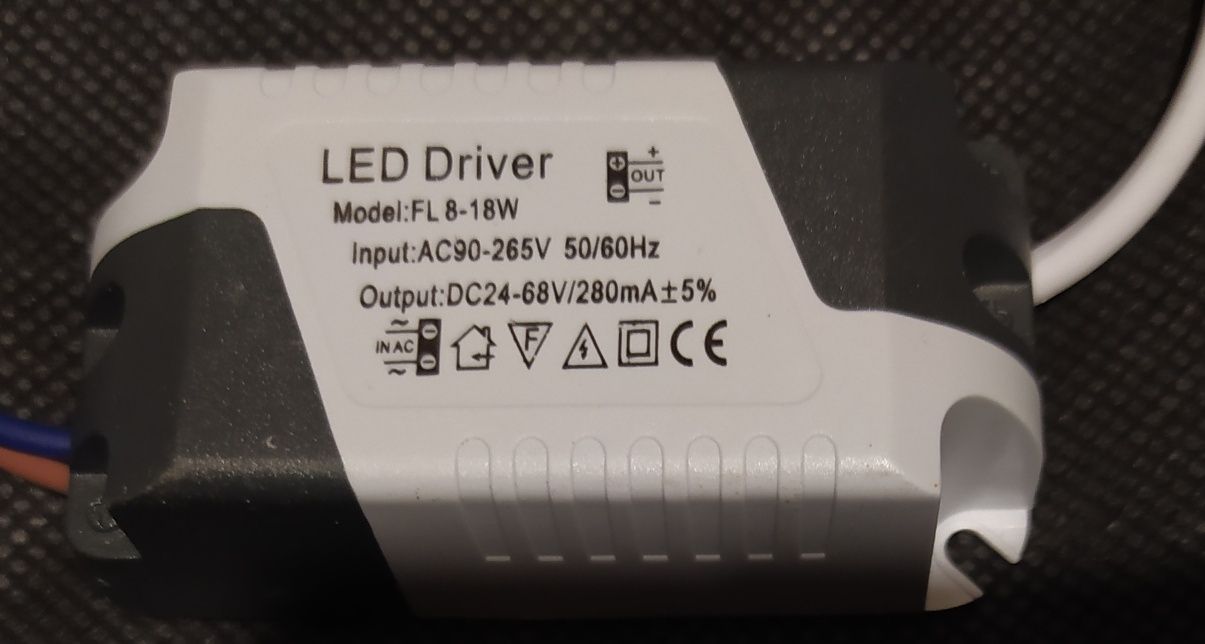 LED Driver
+
OUT
-
Model:FL 8-18W
Input:AC90-265V 50/60Hz
Output:DC24-68V/280mA±5%
~
IN AC
~
F
CE